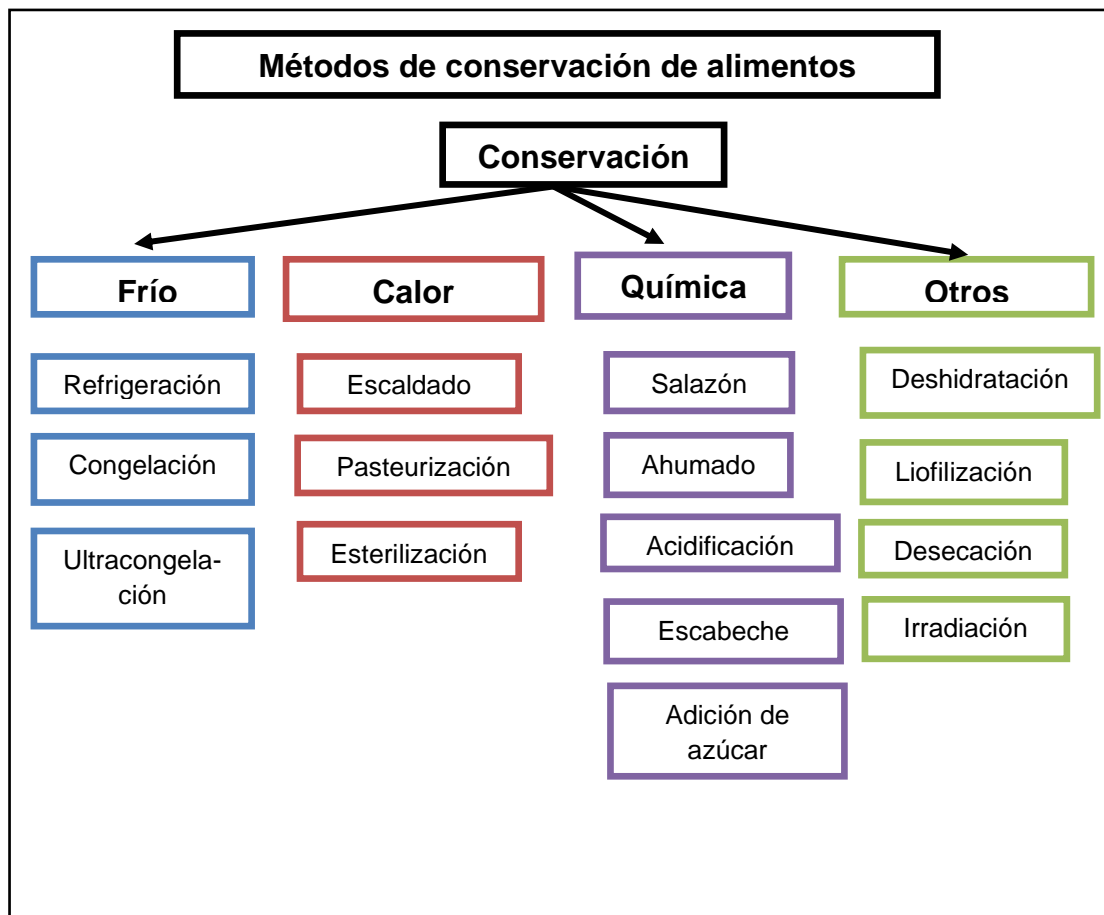 Métodos de conservación de alimentos
Conservación
Frío
Calor
Química
Otros
Refrigeración
Congelación
Ultracongela-
ción
Escaldado
Pasteurización
Esterilización
Salazón
Ahumado
Acidificación
Escabeche
Adición de
azúcar
Deshidratación
Liofilización
Desecación
Irradiación